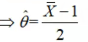 ⇒ θ̂ = (X̄ − 1) / 2